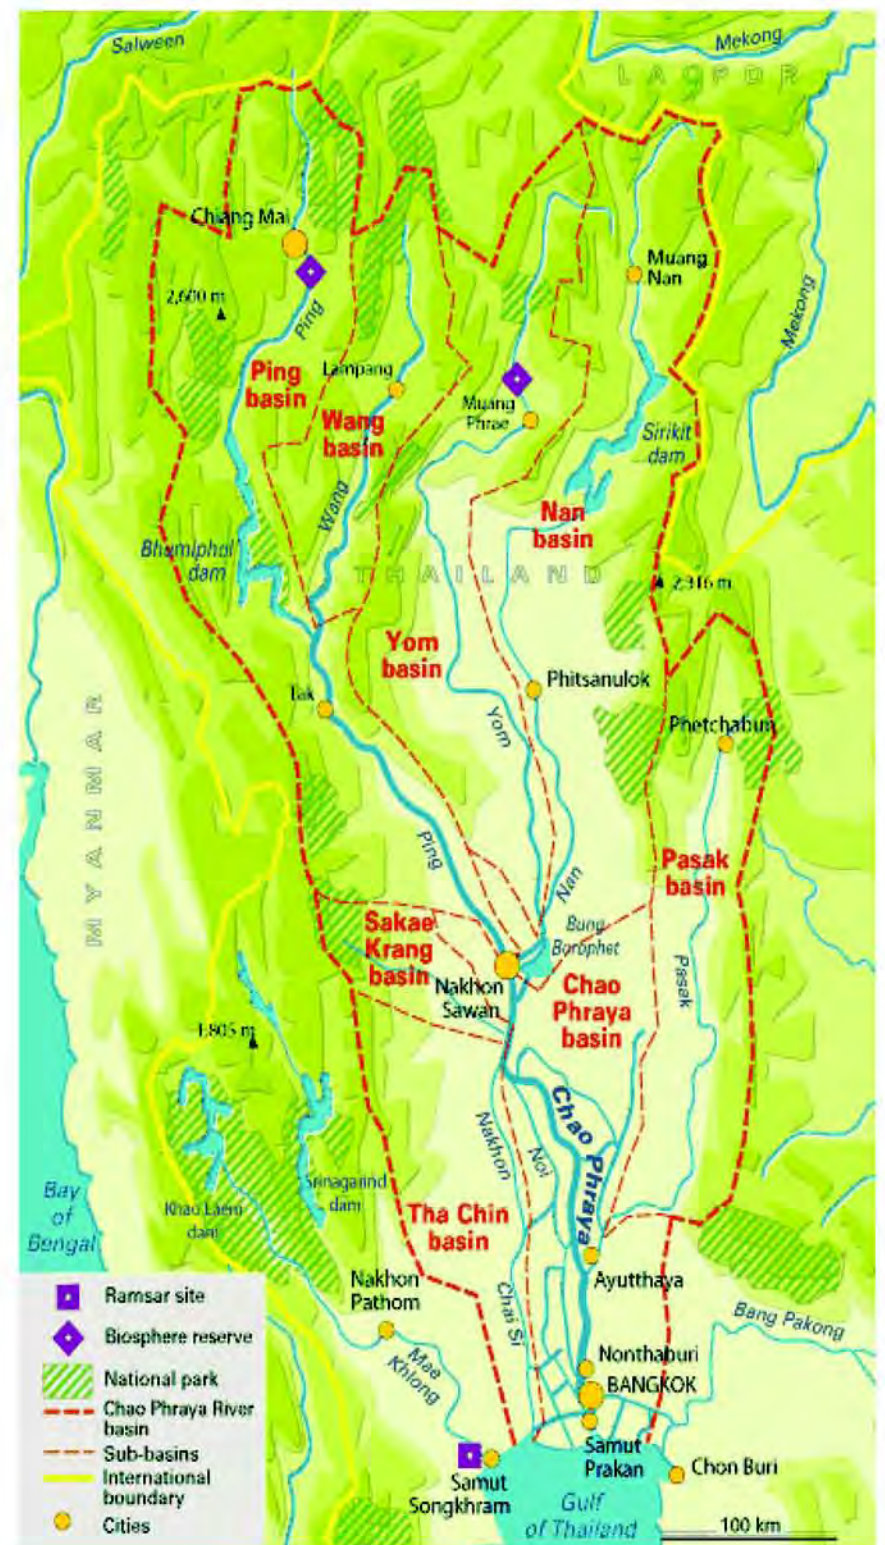 Salween
Mekong
LAO PDR
Chiang Mai
Muang
Nan
2,600 m
Ping
Mekong
Ping
basin
Lampang
Muang
Phrae
Wang
basin
Sirikit
dam
Wang
Nan
basin
Bhumiphol
dam
THAILAND
2,316 m
Yom
basin
Tak
Phitsanulok
Yom
Phetchabun
MYANMAR
Ping
Pasak
basin
Nan
Sakae
Krang
basin
Bung
Boraphet
Nakhon
Sawan
Chao
Phraya
basin
Pasak
1,805 m
Chao Phraya
Nakhon
Noi
Bay
of
Bengal
Khao Laem
dam
Srinagarind
dam
Tha Chin
basin
Ayutthaya
Nakhon
Pathom
Chai Si
Bang Pakong
Mae
Khlong
Nonthaburi
BANGKOK
Samut
Prakan
Chon Buri
Samut
Songkhram
Gulf
of Thailand
100 km
Ramsar site
Biosphere reserve
National park
Chao Phraya River
basin
Sub-basins
International
boundary
Cities